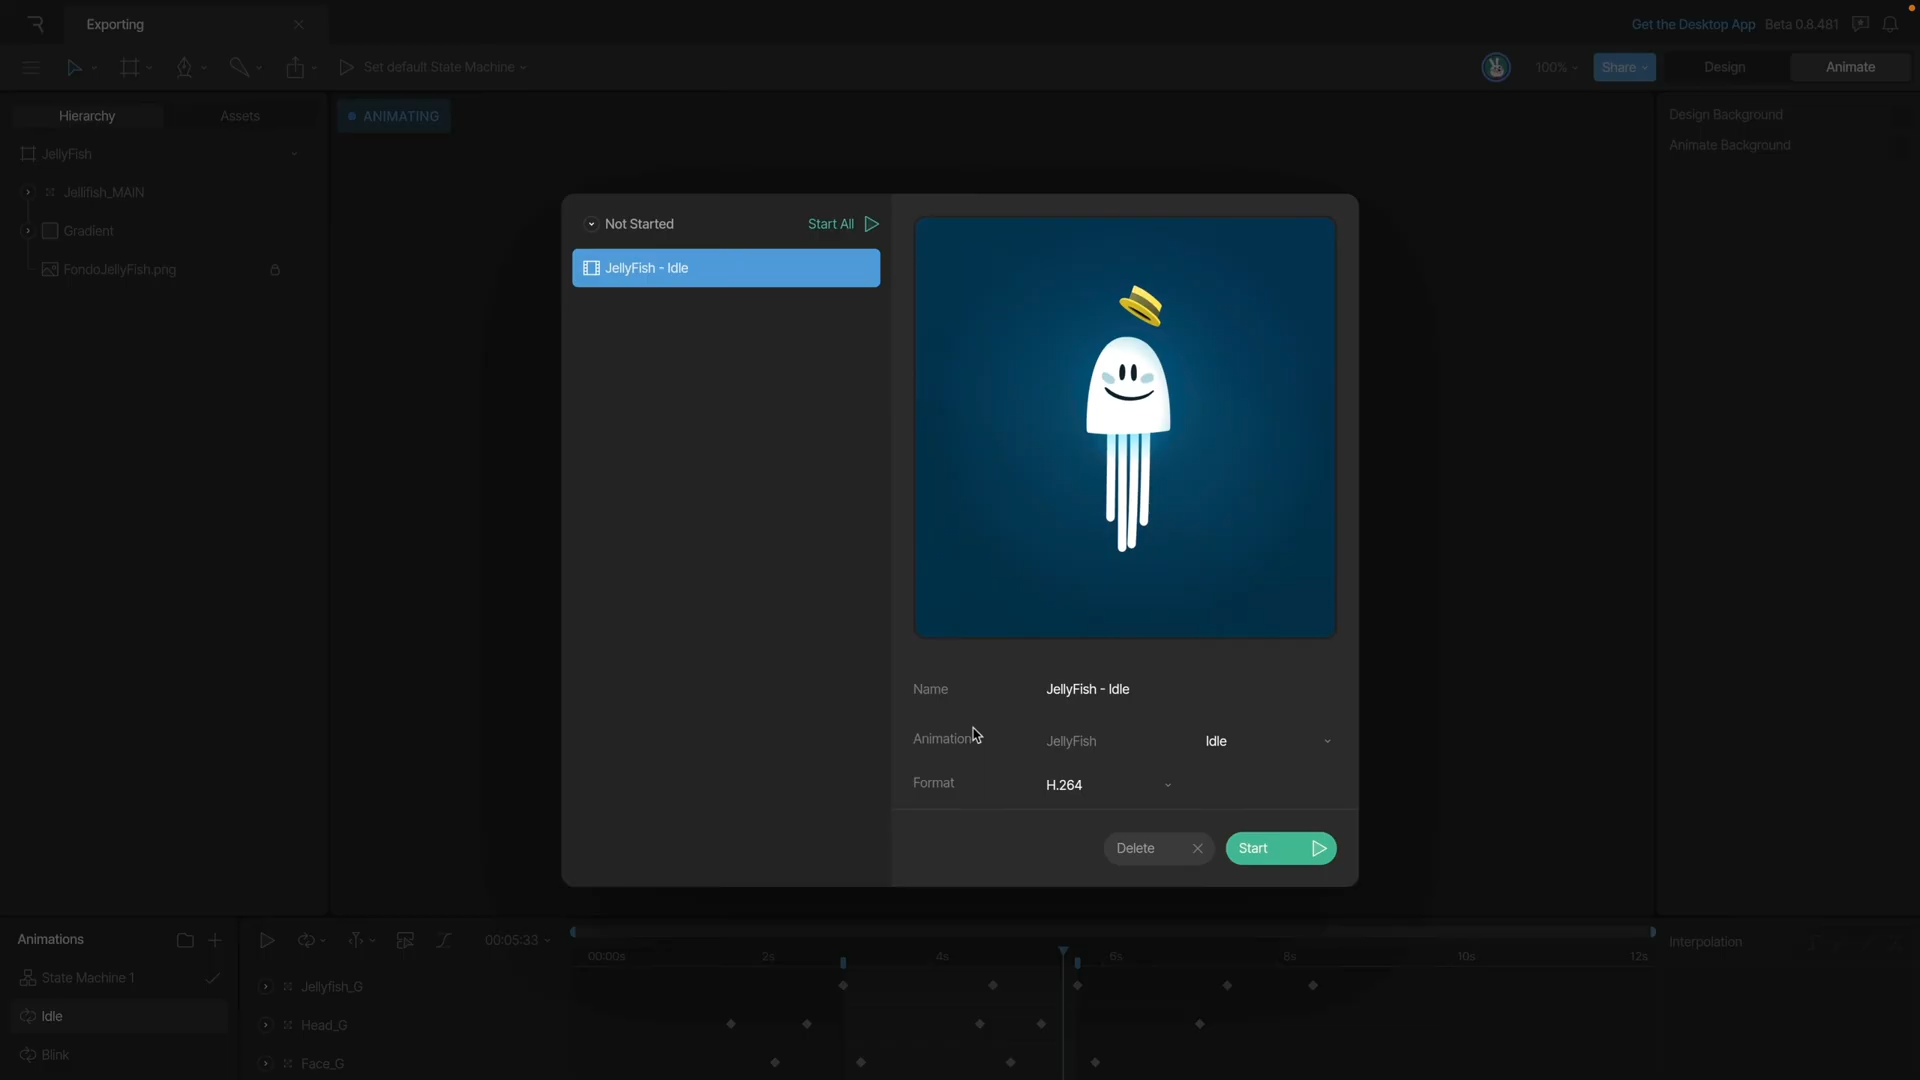 Exporting
Get the Desktop App Beta 0.8.481
Set default State Machine
100%
Share
Design
Animate
Hierarchy
Assets
ANIMATING
JellyFish
Jellifish_MAIN
Gradient
FondoJellyFish.png
Design Background
Animate Background
Not Started
Start All
JellyFish - Idle
Name
JellyFish - Idle
Animation
JellyFish
Idle
Format
H.264
Delete
Start
Animations
State Machine 1
Idle
Blink
00:05:33
00:00s
2s
4s
6s
8s
10s
12s
Jellyfish_G
Head_G
Face_G
Interpolation